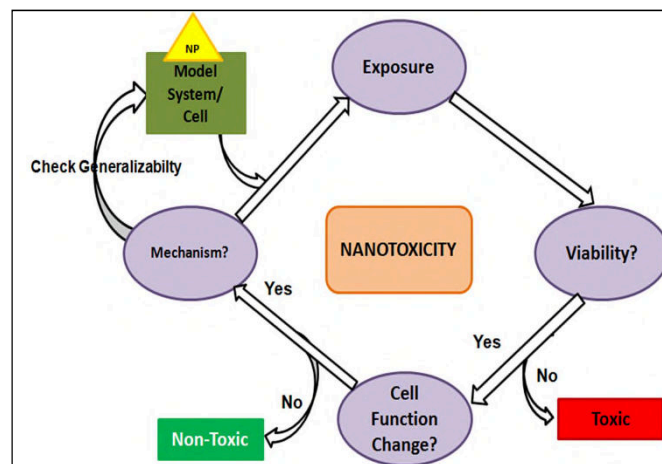 NP
Model
System/
Cell
Exposure
Check Generalizabilty
Mechanism?
NANOTOXICITY
Viability?
Yes
Yes
No
No
Cell
Function
Change?
Non-Toxic
Toxic